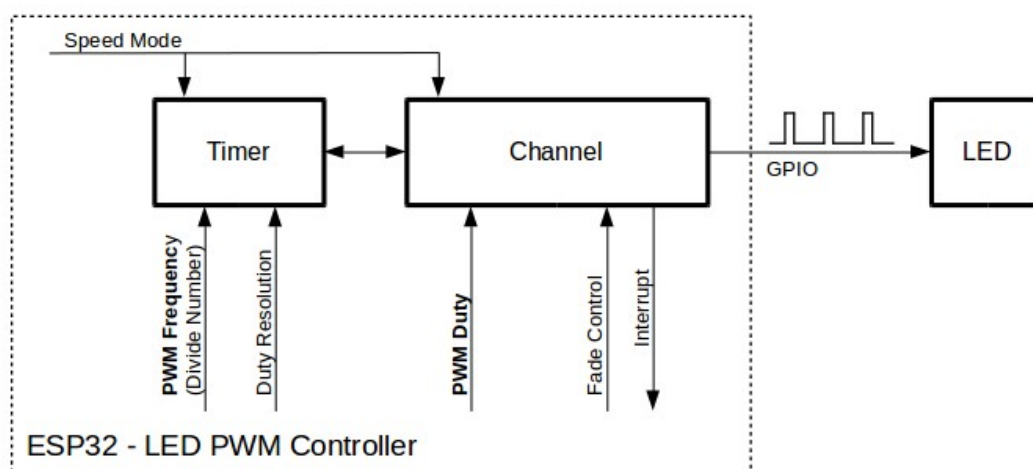 Speed Mode
Timer
Channel
GPIO
LED
PWM Frequency
(Divide Number)
Duty Resolution
PWM Duty
Fade Control
Interrupt
ESP32 - LED PWM Controller